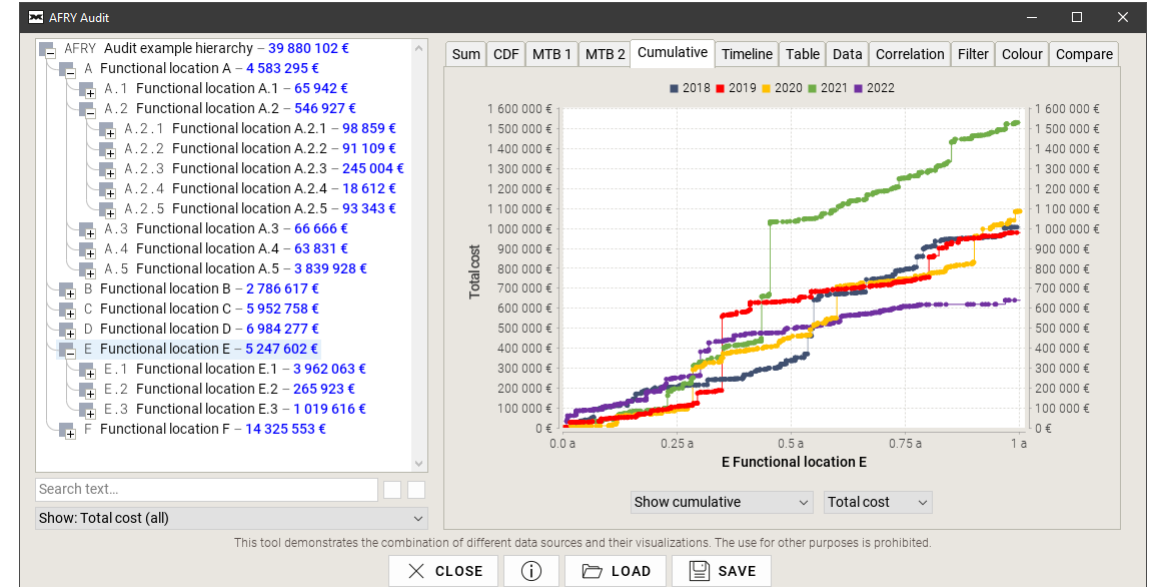 AFRY Audit
AFRY Audit example hierarchy – 39 880 102 €
A Functional location A – 4 583 295 €
A.1 Functional location A.1 – 65 942 €
A.2 Functional location A.2 – 546 927 €
A.2.1 Functional location A.2.1 – 98 859 €
A.2.2 Functional location A.2.2 – 91 109 €
A.2.3 Functional location A.2.3 – 245 004 €
A.2.4 Functional location A.2.4 – 18 612 €
A.2.5 Functional location A.2.5 – 93 343 €
A.3 Functional location A.3 – 66 666 €
A.4 Functional location A.4 – 63 831 €
A.5 Functional location A.5 – 3 839 928 €
B Functional location B – 2 786 617 €
C Functional location C – 5 952 758 €
D Functional location D – 6 984 277 €
E Functional location E – 5 247 602 €
E.1 Functional location E.1 – 3 962 063 €
E.2 Functional location E.2 – 265 923 €
E.3 Functional location E.3 – 1 019 616 €
F Functional location F – 14 325 553 €
Search text...
Show: Total cost (all)
Sum CDF MTB 1 MTB 2 Cumulative Timeline Table Data Correlation Filter Colour Compare
2018 2019 2020 2021 2022
1 600 000 € 1 600 000 €
1 500 000 € 1 500 000 €
1 400 000 € 1 400 000 €
1 300 000 € 1 300 000 €
1 200 000 € 1 200 000 €
1 100 000 € 1 100 000 €
1 000 000 € 1 000 000 €
900 000 € 900 000 €
800 000 € 800 000 €
700 000 € 700 000 €
600 000 € 600 000 €
500 000 € 500 000 €
400 000 € 400 000 €
300 000 € 300 000 €
200 000 € 200 000 €
100 000 € 100 000 €
0 € 0 €
Total cost
0.0 a 0.25 a 0.5 a 0.75 a 1 a
E Functional location E
Show cumulative Total cost
This tool demonstrates the combination of different data sources and their visualizations. The use for other purposes is prohibited.
CLOSE LOAD SAVE